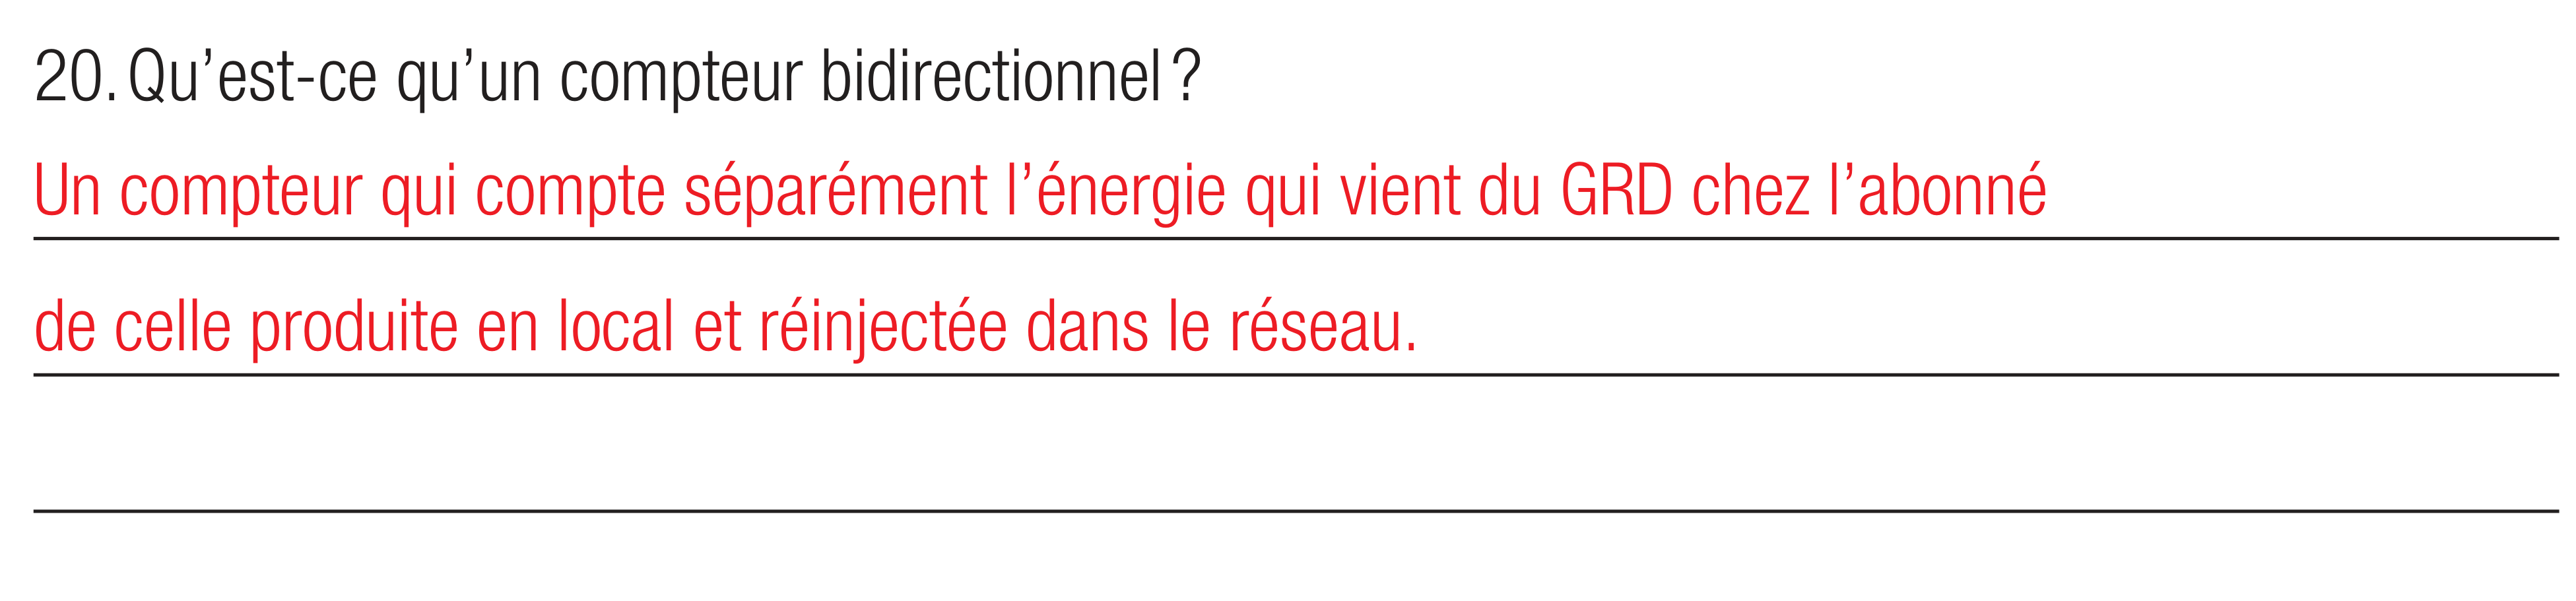 20. Qu’est-ce qu’un compteur bidirectionnel ?
Un compteur qui compte séparément l’énergie qui vient du GRD chez l’abonné
de celle produite en local et réinjectée dans le réseau.